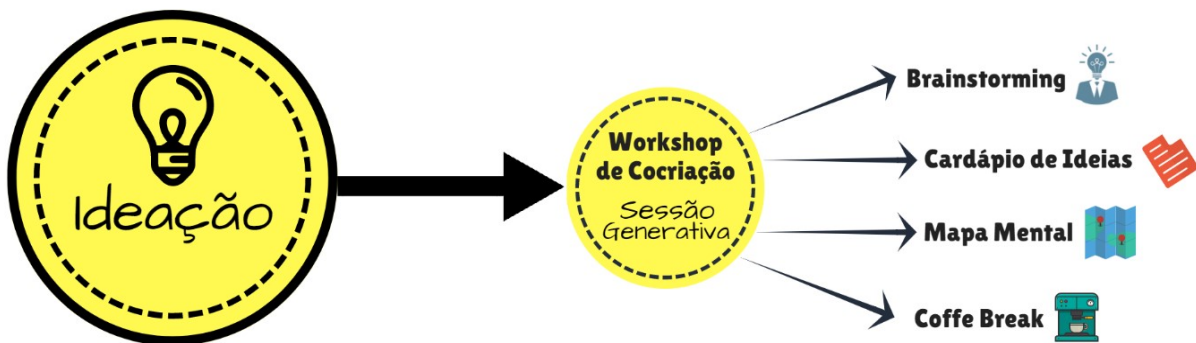 Ideação
Workshop
de Cocriação
Sessão
Generativa
Brainstorming
Cardápio de Ideias
Mapa Mental
Coffe Break